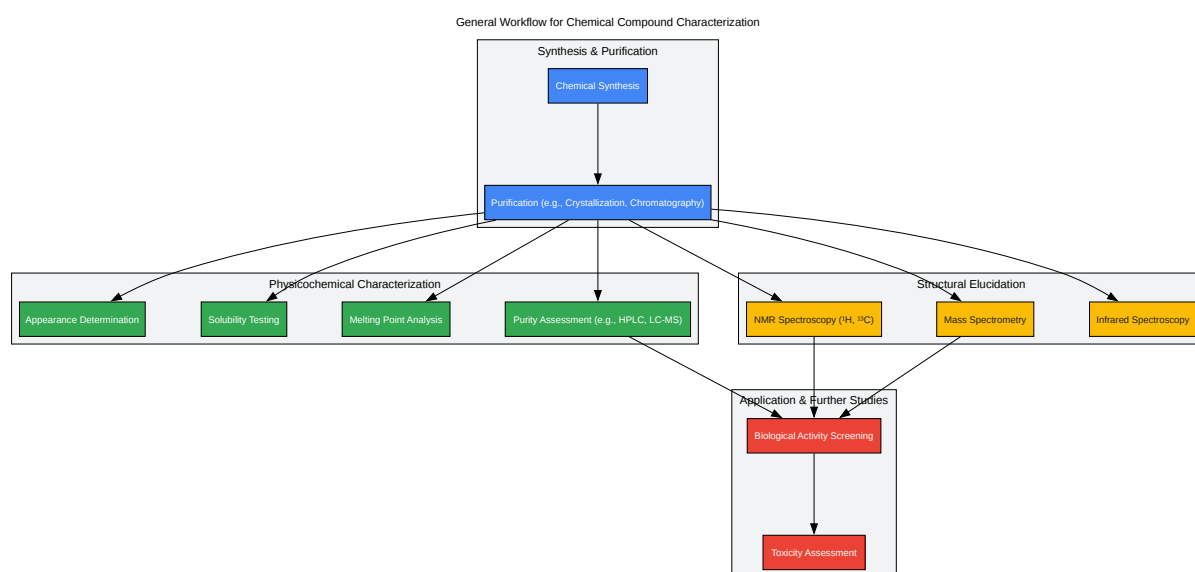 General Workflow for Chemical Compound Characterization
Synthesis & Purification
Chemical Synthesis
Purification (e.g., Crystallization, Chromatography)
Physicochemical Characterization
Appearance Determination
Solubility Testing
Melting Point Analysis
Purity Assessment (e.g., HPLC, LC-MS)
Structural Elucidation
NMR Spectroscopy (¹H, ¹³C)
Mass Spectrometry
Infrared Spectroscopy
Application & Further Studies
Biological Activity Screening
Toxicity Assessment